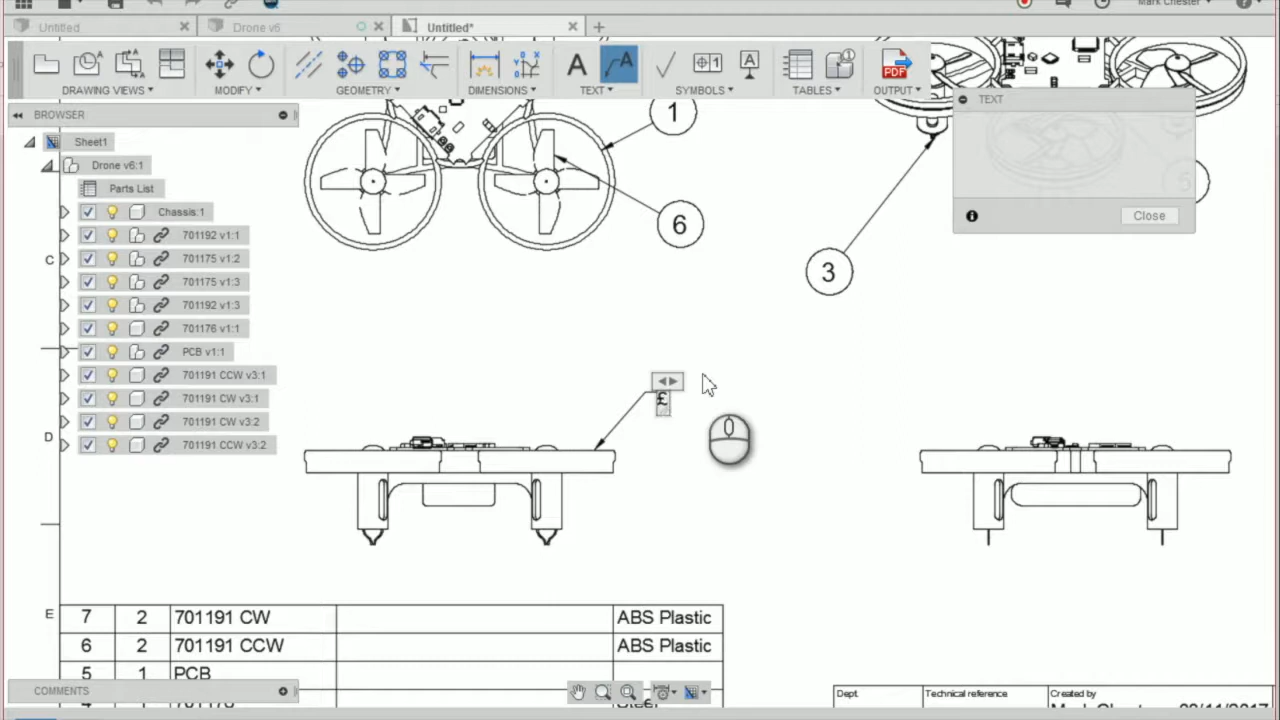 Mark Chester
Untitled
Drone v6
Untitled*
DRAWING VIEWS
MODIFY
GEOMETRY
DIMENSIONS
TEXT
SYMBOLS
TABLES
OUTPUT
PDF
BROWSER
TEXT
Close
Sheet1
Drone v6:1
Parts List
Chassis:1
701192 v1:1
701175 v1:2
701175 v1:3
701192 v1:3
701176 v1:1
PCB v1:1
701191 CCW v3:1
701191 CW v3:1
701191 CW v3:2
701191 CCW v3:2
C
D
E
1
6
3
£
7 2 701191 CW ABS Plastic
6 2 701191 CCW ABS Plastic
5 1 PCB
COMMENTS
Dept.
Technical reference
Created by